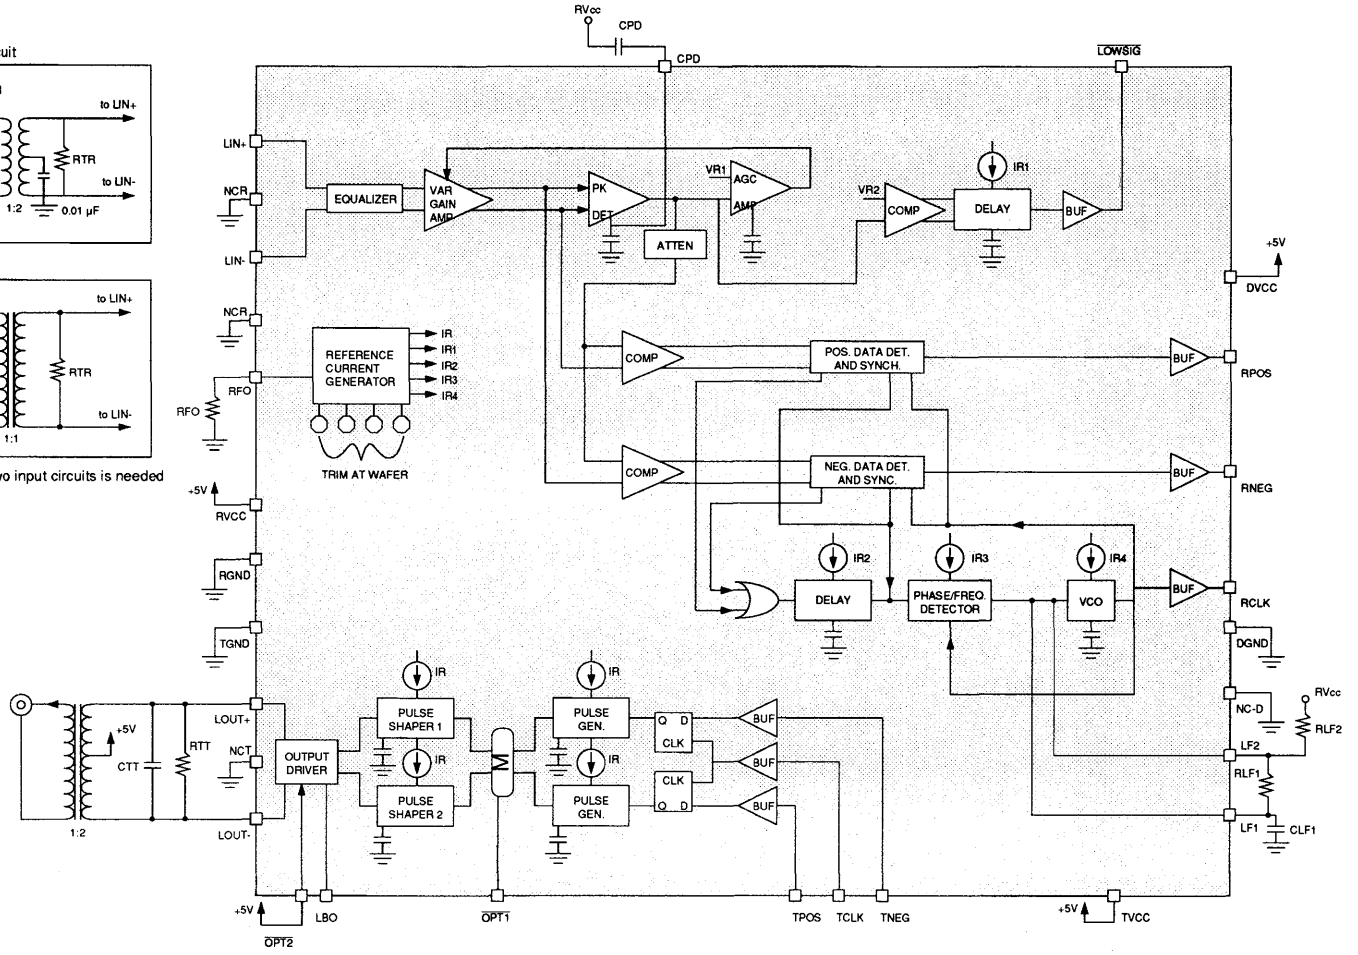 RVcc
CPD
CPD
LOWSIG
cuit
to LIN+
RTR
to LIN-
1:2
0.01 µF
LIN+
NCR
LIN-
EQUALIZER
VAR
GAIN
AMP
PK
DET
VR1
AGC
AMP
ATTEN
VR2
COMP
IR1
DELAY
BUF
+5V
DVCC
to LIN+
RTR
to LIN-
1:1
wo input circuits is needed
NCR
RFO
RFO
REFERENCE
CURRENT
GENERATOR
IR
IR1
IR2
IR3
IR4
TRIM AT WAFER
COMP
POS. DATA DET.
AND SYNCH.
BUF
RPOS
COMP
NEG. DATA DET.
AND SYNC.
BUF
RNEG
+5V
RVCC
RGND
TGND
IR2
DELAY
IR3
PHASE/FREQ.
DETECTOR
IR4
VCO
BUF
RCLK
DGND
NC-D
RVcc
RLF2
LF2
RLF1
LF1
CLF1
+5V
CTT
RTT
1:2
LOUT+
NCT
LOUT-
OUTPUT
DRIVER
IR
PULSE
SHAPER 1
IR
PULSE
SHAPER 2
M
IR
PULSE
GEN.
IR
PULSE
GEN.
Q D
CLK
CLK
Q D
BUF
BUF
BUF
+5V
OPT2
LBO
OPT1
TPOS
TCLK
TNEG
+5V
TVCC